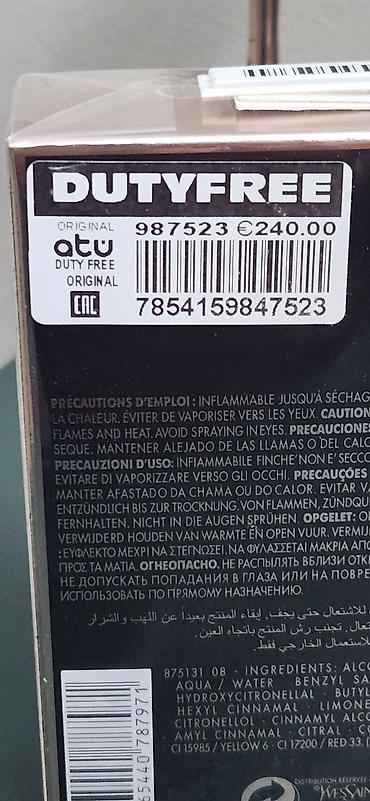 DUTYFREE
ORIGINAL
atü
DUTY FREE
ORIGINAL
EAC
987523 €240.00
7854159847523
PRÉCAUTIONS D'EMPLOI : INFLAMMABLE JUSQU'À SÉCHAG
LA CHALEUR. ÉVITER DE VAPORISER VERS LES YEUX. CAUTION
FLAMES AND HEAT. AVOID SPRAYING IN EYES. PRECAUCIONES
SEQUE. MANTENER ALEJADO DE LAS LLAMAS O DEL CALO
PRECAUZIONI D'USO: INFIAMMABILE FINCHE' NON E' SECCO
EVITARE DI VAPORIZZARE VERSO GLI OCCHI. PRECAUÇÕES
MANTER AFASTADO DA CHAMA OU DO CALOR. EVITAR VA
ENTZÜNDLICH BIS ZUR TROCKNUNG. VON FLAMMEN, ZÜNDQU
FERNHALTEN. NICHT IN DIE AUGEN SPRÜHEN. OPGELET: O
VERWIJDERD HOUDEN VAN WARMTE EN OPEN VUUR. VERMIJ
: ΕΥΦΛΕΚΤΟ ΜΕΧΡΙ ΝΑ ΣΤΕΓΝΩΣΕΙ. ΝΑ ΦΥΛΑΣΣΕΤΑΙ ΜΑΚΡΙΑ ΑΠΟ
ΠΡΟΣ ΤΑ ΜΑΤΙΑ. ОГНЕОПАСНО. НЕ РАСПЫЛЯТЬ ВБЛИЗИ ОТК
НЕ ДОПУСКАТЬ ПОПАДАНИЯ В ГЛАЗА ИЛИ НА ПОВРЕ
ИСПОЛЬЗОВАТЬ ПО ПРЯМОМУ НАЗНАЧЕНИЮ.
للاشتعال حتى يجف. إبقاء المنتج بعيداً عن اللهب والشرار
تجنب رش المنتج باتجاه العين.
للاستعمال الخارجي فقط.
875131 08 - INGREDIENTS: ALCO
AQUA / WATER BENZYL SA
HYDROXYCITRONELLAL - BUTYL
HEXYL CINNAMAL - LIMONE
CITRONELLOL - CINNAMYL ALCO
AMYL CINNAMAL - CITRAL - CO
CI 15985 / YELLOW 6 - CI 17200 / RED 33. (
65440 787971
DISTRIBUTION RÉSERVÉE
YVESSAIN